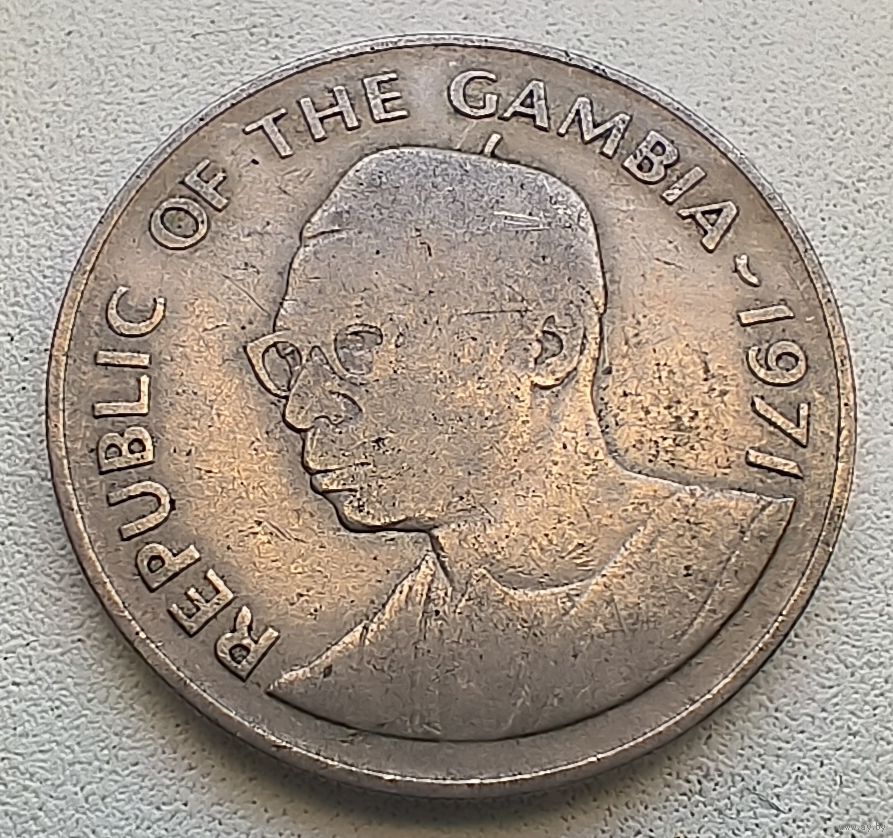 REPUBLIC OF THE GAMBIA ~ 1971